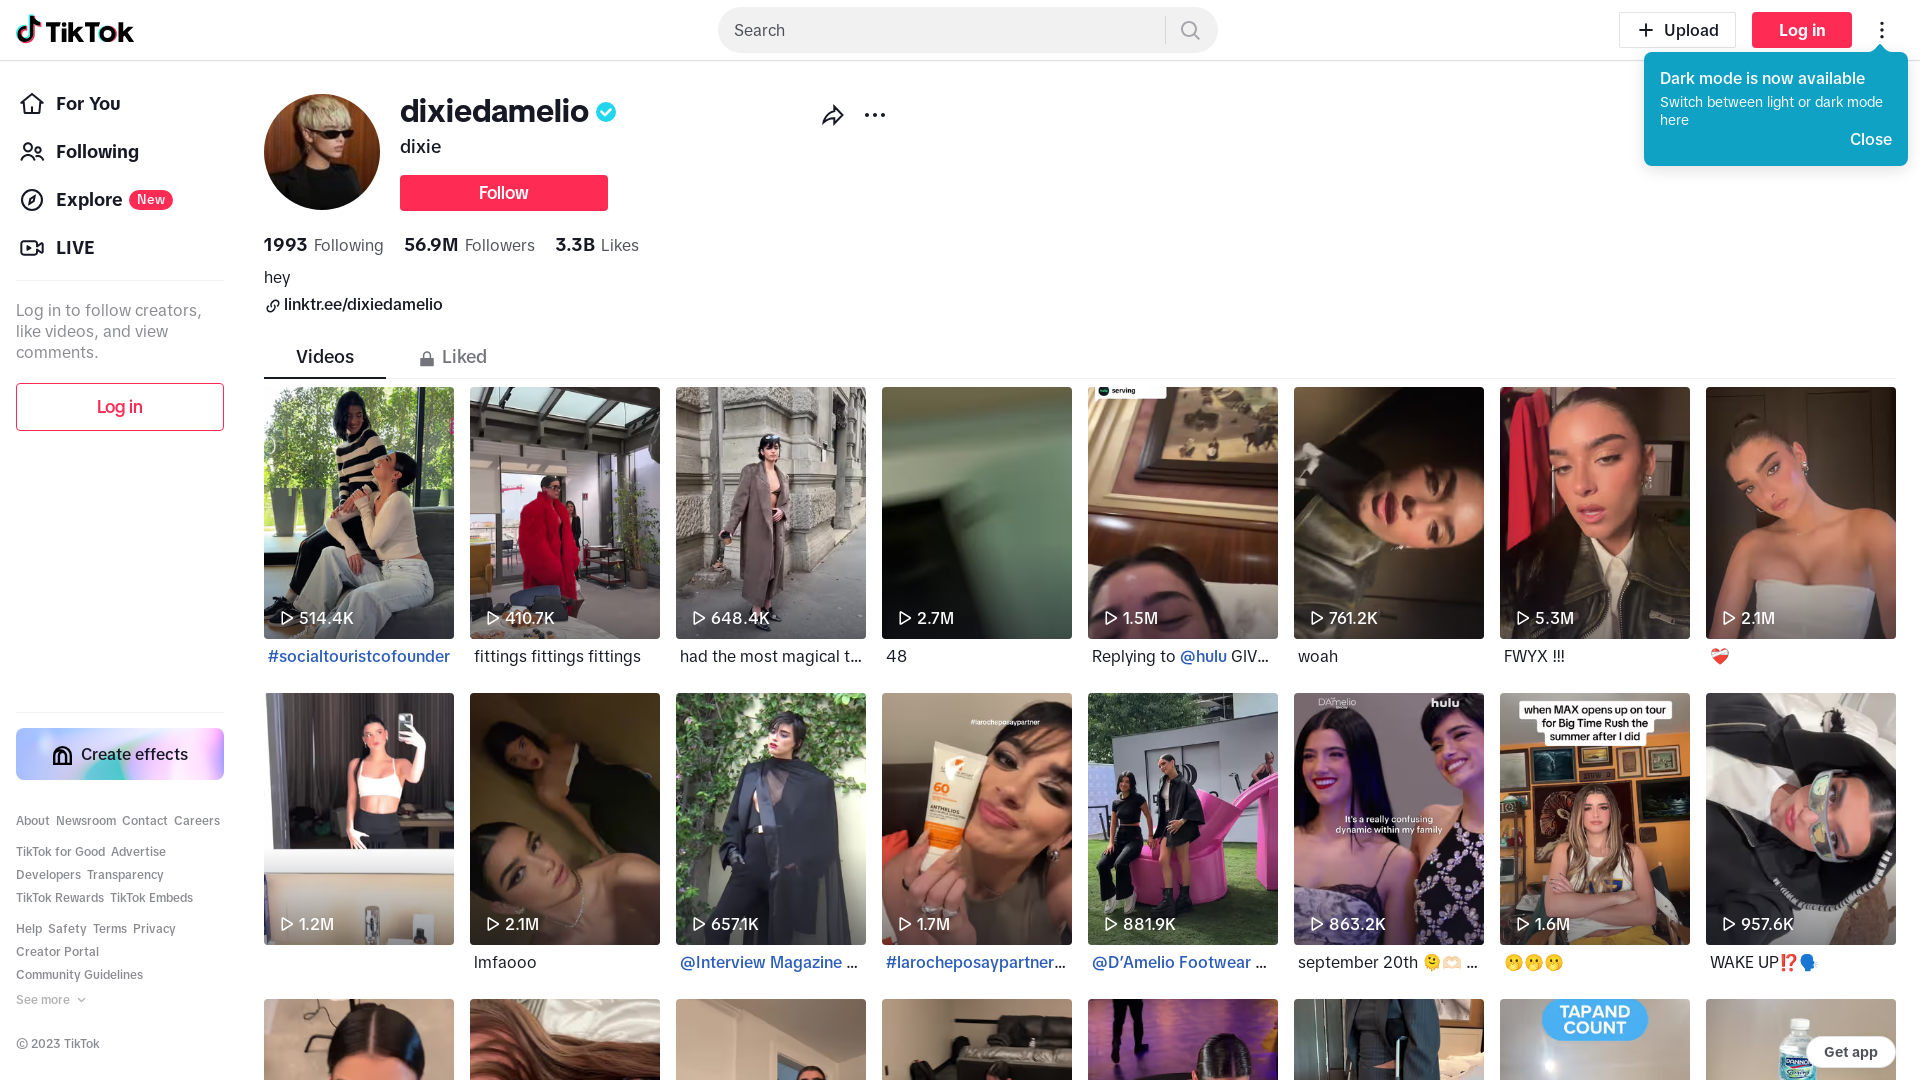 TikTok
Search
Upload
Log in
Dark mode is now available
Switch between light or dark mode
here
Close
For You
Following
Explore New
LIVE
Log in to follow creators,
like videos, and view
comments.
Log in
Create effects
About Newsroom Contact Careers
TikTok for Good Advertise
Developers Transparency
TikTok Rewards TikTok Embeds
Help Safety Terms Privacy
Creator Portal
Community Guidelines
See more
© 2023 TikTok
dixiedamelio
dixie
Follow
1993 Following 56.9M Followers 3.3B Likes
hey
linktr.ee/dixiedamelio
Videos Liked
514.4K
#socialtouristcofounder
410.7K
fittings fittings fittings
648.4K
had the most magical t...
2.7M
48
serving
1.5M
Replying to @hulu GIV...
761.2K
woah
5.3M
FWYX !!!
2.1M
❤️‍🩹
1.2M
2.1M
lmfaooo
657.1K
@Interview Magazine ...
#larocheposaypartner
60
ANTHELIOS
1.7M
#larocheposaypartner...
881.9K
@D’Amelio Footwear ...
D'Amelio
hulu
It's a really confusing
dynamic within my family
863.2K
september 20th 🫠🫶🏻 ...
when MAX opens up on tour
for Big Time Rush the
summer after I did
1.6M
🫢🫢🫢
957.6K
WAKE UP⁉️🗣️
TAP AND
COUNT
Get app